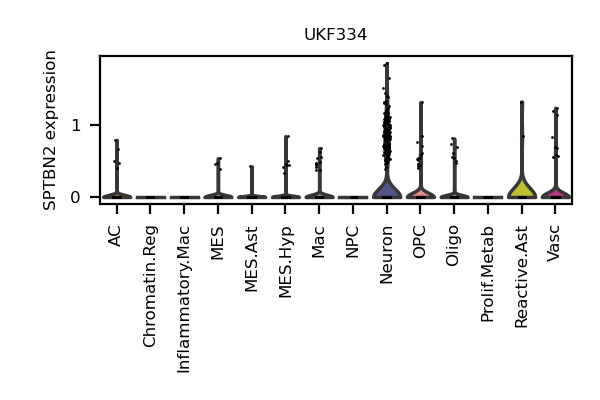 UKF334
SPTBN2 expression
1
0
AC
Chromatin.Reg
Inflammatory.Mac
MES
MES.Ast
MES.Hyp
Mac
NPC
Neuron
OPC
Oligo
Prolif.Metab
Reactive.Ast
Vasc